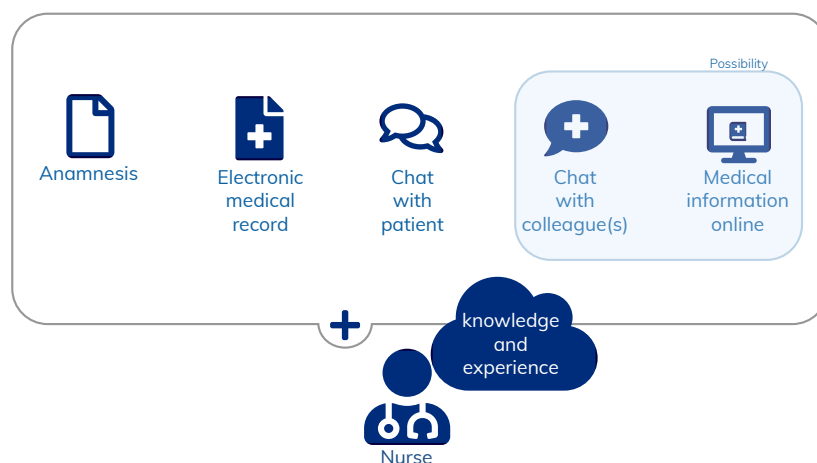 Possibility
Anamnesis
Electronic
medical
record
Chat
with
patient
Chat
with
colleague(s)
Medical
information
online
knowledge
and
experience
Nurse